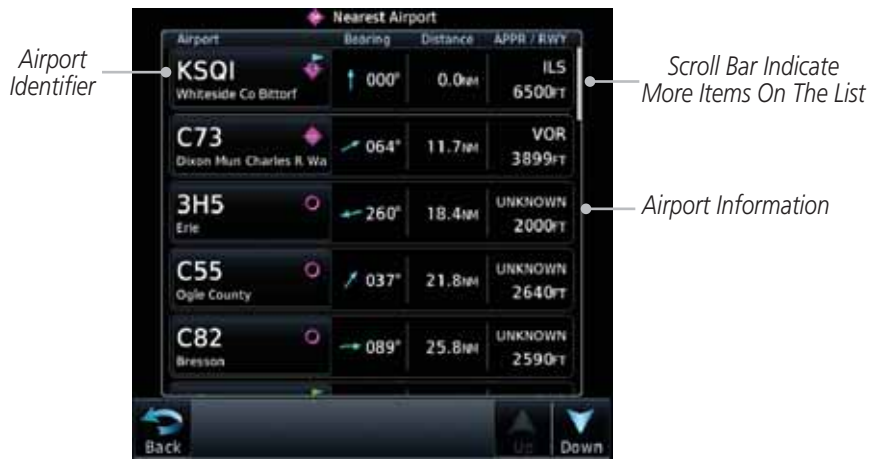 Nearest Airport
Airport Bearing Distance APPR / RWY
Airport Identifier
KSQI 000° 0.0NM ILS
Whiteside Co Bittorf 6500FT
Scroll Bar Indicate
More Items On The List
C73 064° 11.7NM VOR
Dixon Mun Charles R Wa 3899FT
3H5 260° 18.4NM UNKNOWN
Erie 2000FT
Airport Information
C55 037° 21.8NM UNKNOWN
Ogle County 2640FT
C82 089° 25.8NM UNKNOWN
Bresson 2590FT
Back Up Down